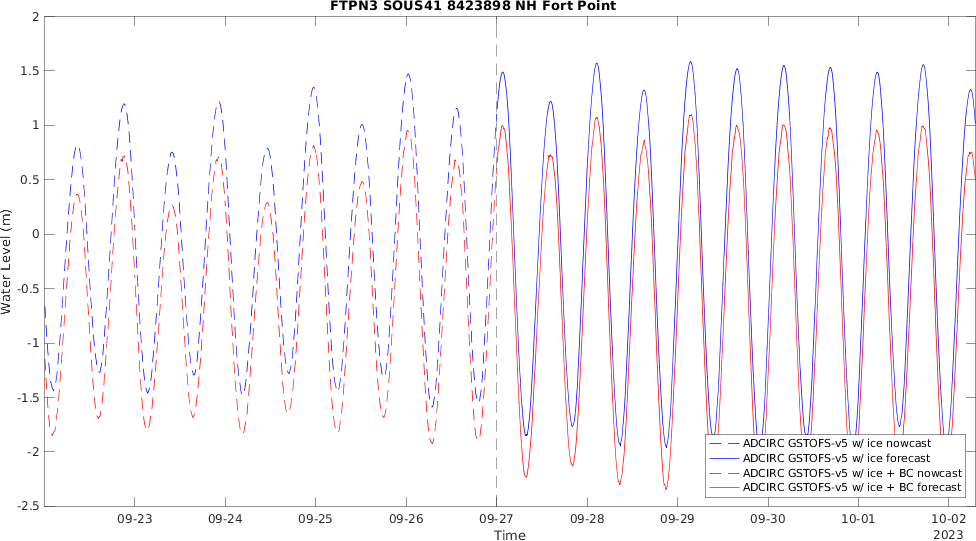 FTPN3 SOUS41 8423898 NH Fort Point
2
1.5
1
0.5
0
-0.5
-1
-1.5
-2
-2.5
Water Level (m)
ADCIRC GSTOFS-v5 w/ ice nowcast
ADCIRC GSTOFS-v5 w/ ice forecast
ADCIRC GSTOFS-v5 w/ ice + BC nowcast
ADCIRC GSTOFS-v5 w/ ice + BC forecast
09-23 09-24 09-25 09-26 09-27 09-28 09-29 09-30 10-01 10-02
2023
Time